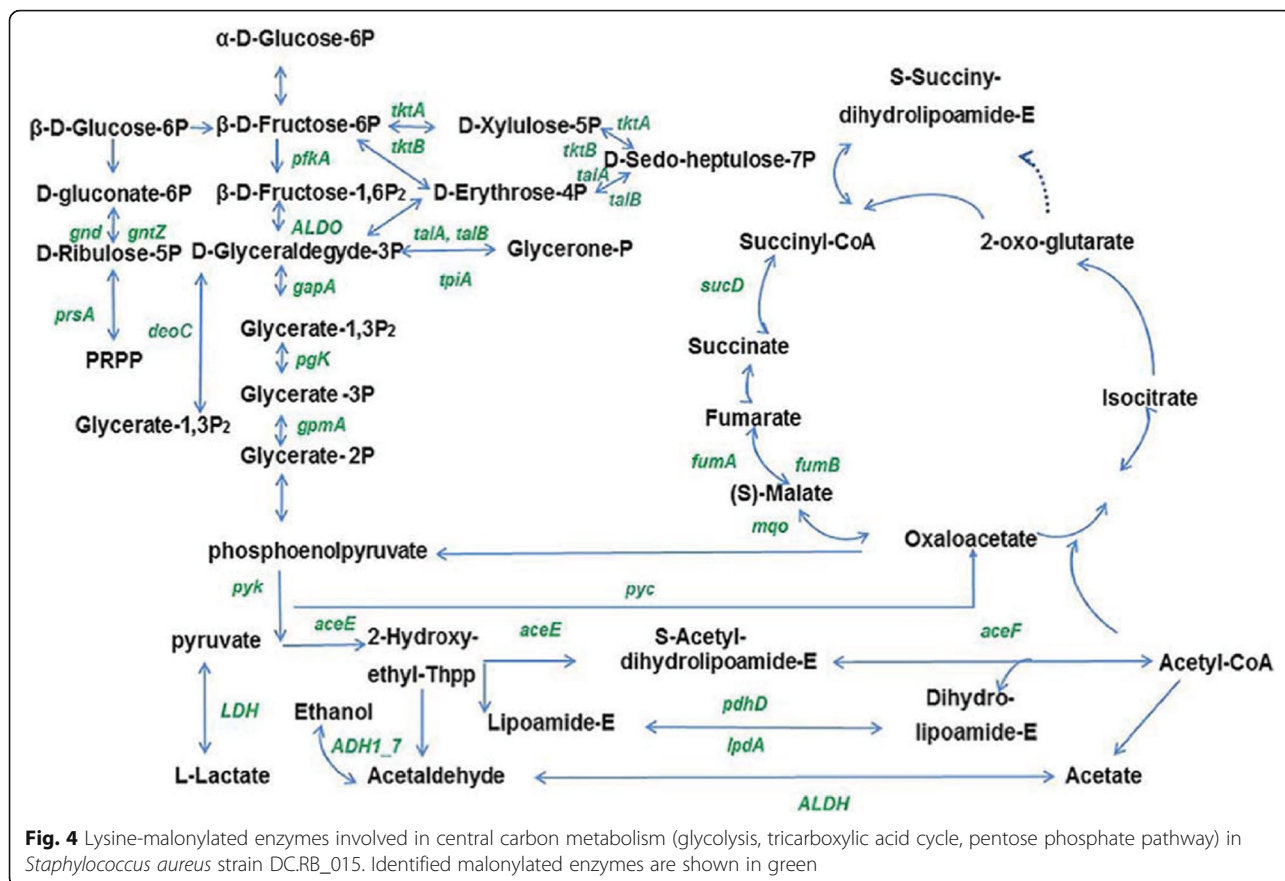 α-D-Glucose-6P
S-Succiny-
dihydrolipoamide-E
β-D-Glucose-6P
β-D-Fructose-6P
tktA
tktB
D-Xylulose-5P
tktA
tktB
D-Sedo-heptulose-7P
pfkA
talA
talB
D-gluconate-6P
β-D-Fructose-1,6P2
D-Erythrose-4P
gnd
gntZ
ALDO
D-Ribulose-5P
D-Glyceraldegyde-3P
talA, talB
tpiA
Glycerone-P
Succinyl-CoA
2-oxo-glutarate
gapA
sucD
prsA
deoC
Glycerate-1,3P2
PRPP
pgK
Succinate
Glycerate -3P
Isocitrate
Glycerate-1,3P2
gpmA
Fumarate
Glycerate-2P
fumA
fumB
(S)-Malate
mqo
Oxaloacetate
phosphoenolpyruvate
pyk
pyc
pyruvate
aceE
2-Hydroxy-
ethyl-Thpp
aceE
S-Acetyl-
dihydrolipoamide-E
aceF
Acetyl-CoA
LDH
Ethanol
Lipoamide-E
pdhD
lpdA
Dihydro-
lipoamide-E
ADH1_7
L-Lactate
Acetaldehyde
Acetate
ALDH
Fig. 4 Lysine-malonylated enzymes involved in central carbon metabolism (glycolysis, tricarboxylic acid cycle, pentose phosphate pathway) in
Staphylococcus aureus strain DC.RB_015. Identified malonylated enzymes are shown in green